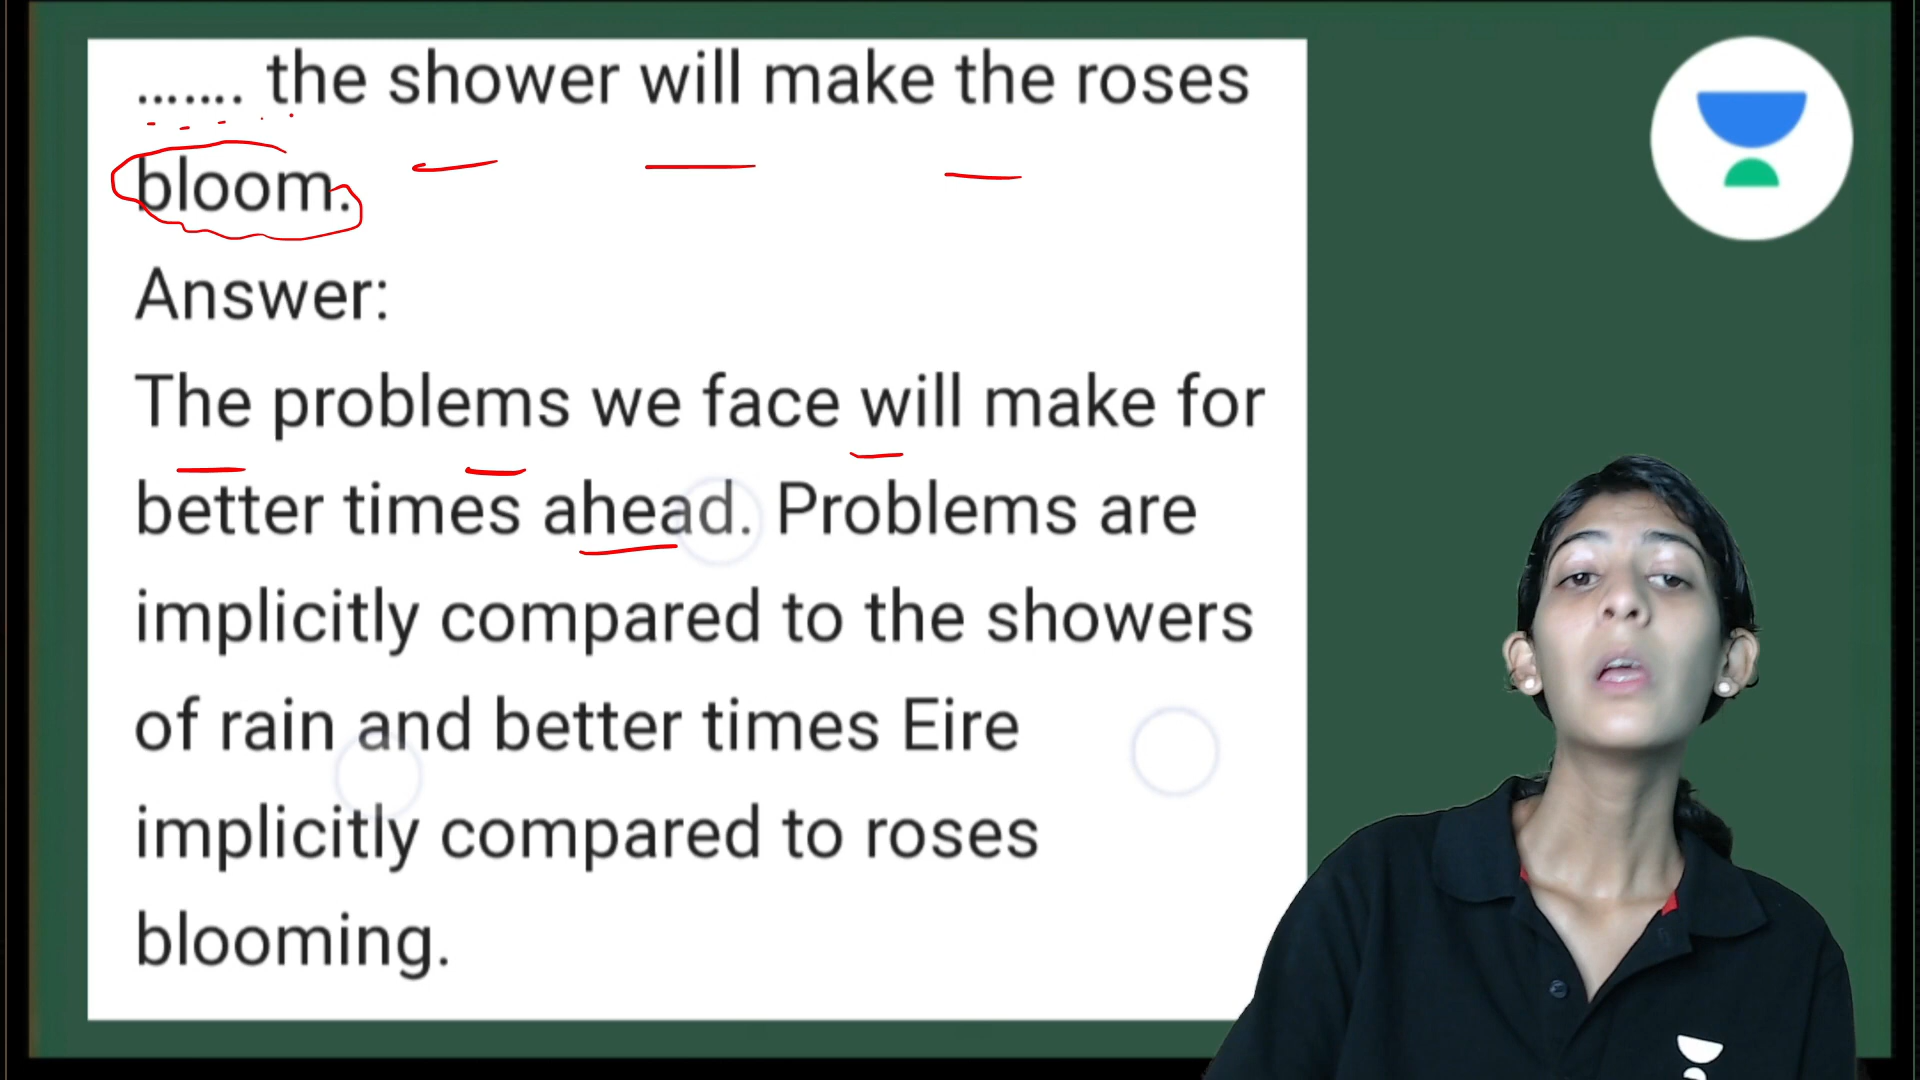 ....... the shower will make the roses
bloom.
Answer:
The problems we face will make for
better times ahead. Problems are
implicitly compared to the showers
of rain and better times Eire
implicitly compared to roses
blooming.